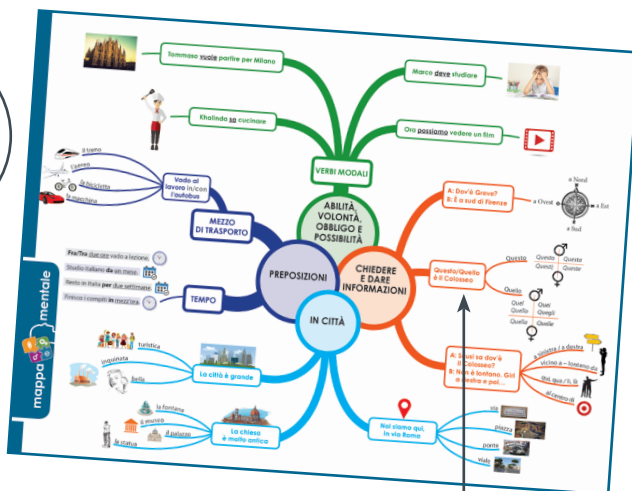 Tommaso vuole partire per Milano
Khalinda sa cucinare
Marco deve studiare
Ora possiamo vedere un film
VERBI MODALI
ABILITÀ,
VOLONTÀ,
OBBLIGO E
POSSIBILITÀ
il treno
l'aereo
la bicicletta
la macchina
Vado al
lavoro in/con
l'autobus
MEZZO
DI TRASPORTO
PREPOSIZIONI
TEMPO
Fra/Tra due ore vado a lezione.
Studio italiano da un mese.
Resto in Italia per due settimane.
Finisco i compiti in mezz'ora.
CHIEDERE
E DARE
INFORMAZIONI
A: Dov'è Greve?
B: È a sud di Firenze
a Nord
a Ovest
a Est
a Sud
Questo/Quello
è il Colosseo
Questo
Questo Questa
Questi Queste
Quello
Quel Quei
Quello Quegli
Quella Quelle
A: Scusi sa dov'è
il Colosseo?
B: Non è lontano. Giri
a destra e poi...
a sinistra / a destra
vicino a – lontano da
qui, qua / lì, là
al centro di
IN CITTÀ
turistica
inquinata
bella
La città è grande
la fontana
il museo
il palazzo
la statua
La chiesa
è molto antica
Noi siamo qui,
in via Roma
via
piazza
ponte
viale
mappa mentale